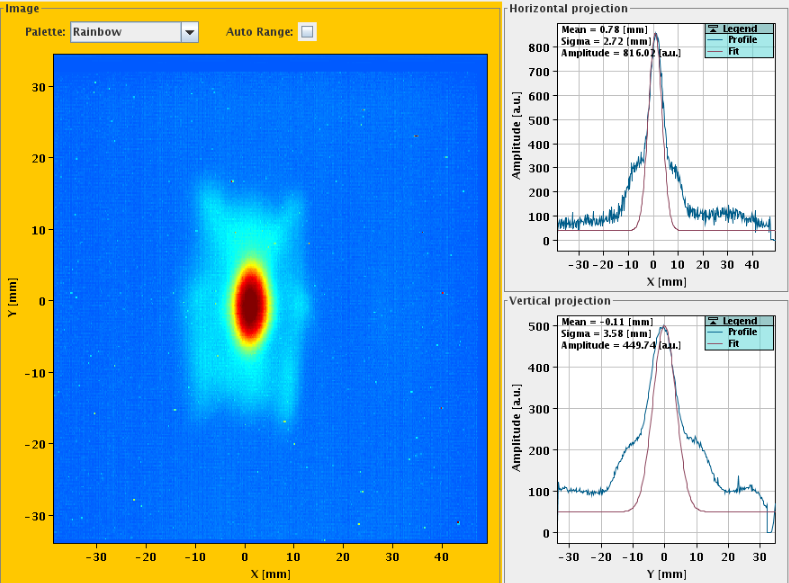 Image
Palette: Rainbow Auto Range:
30
20
10
0
-10
-20
-30
Y [mm]
-30 -20 -10 0 10 20 30 40
X [mm]
Horizontal projection
Mean = 0.78 [mm]
Sigma = 2.72 [mm]
Amplitude = 816.02 [a.u.]
Legend
Profile
Fit
800
700
600
500
400
300
200
100
0
Amplitude [a.u.]
-30 -20 -10 0 10 20 30 40
X [mm]
Vertical projection
Mean = -0.11 [mm]
Sigma = 3.58 [mm]
Amplitude = 449.74 [a.u.]
Legend
Profile
Fit
500
400
300
200
100
0
Amplitude [a.u.]
-30 -20 -10 0 10 20 30
Y [mm]